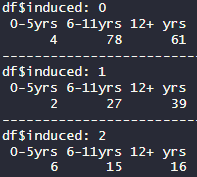 df$induced: 0
0-5yrs 6-11yrs 12+ yrs
4 78 61
------------------------
df$induced: 1
0-5yrs 6-11yrs 12+ yrs
2 27 39
------------------------
df$induced: 2
0-5yrs 6-11yrs 12+ yrs
6 15 16